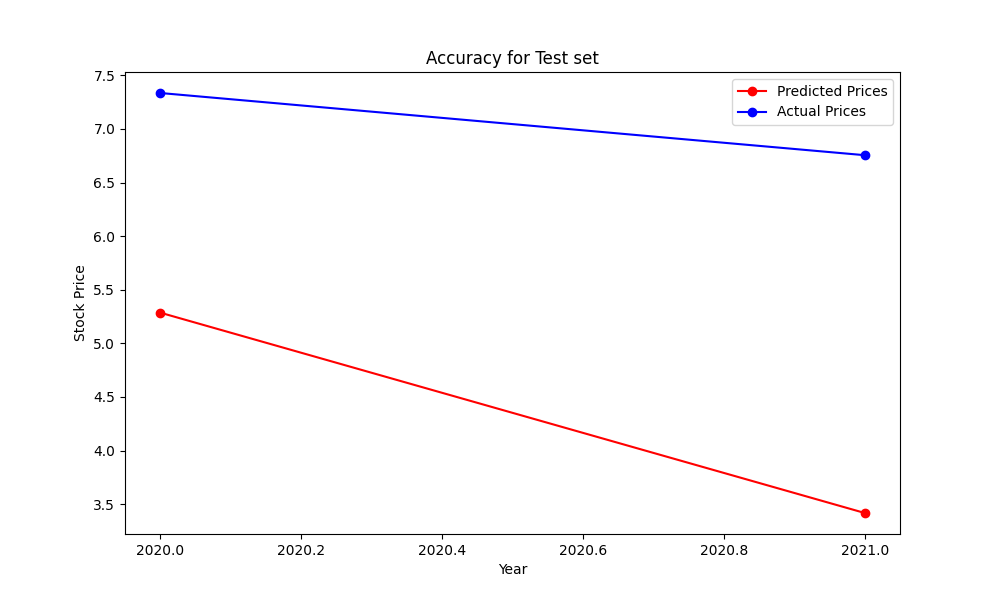 Accuracy for Test set
Predicted Prices
Actual Prices
Stock Price
7.5
7.0
6.5
6.0
5.5
5.0
4.5
4.0
3.5
2020.0 2020.2 2020.4 2020.6 2020.8 2021.0
Year